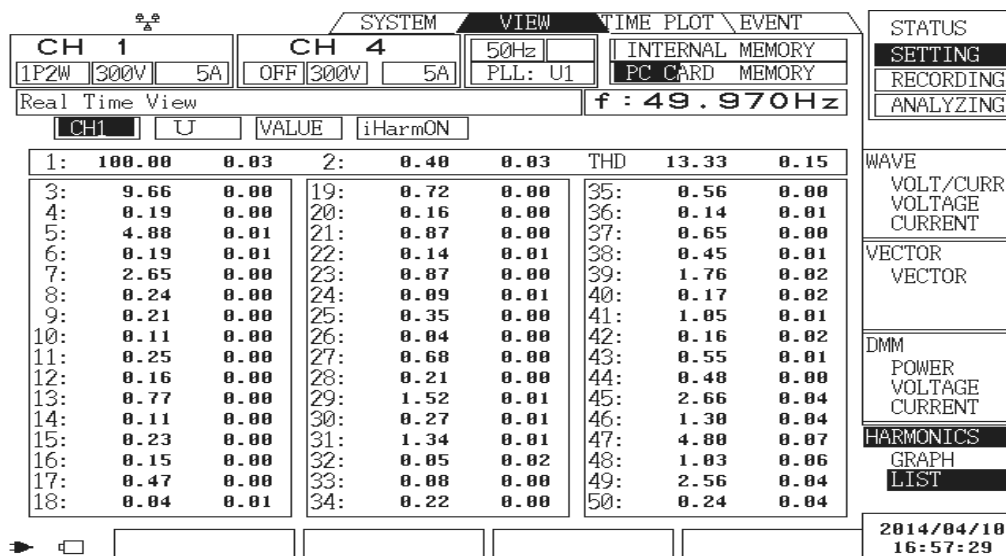 SYSTEM VIEW TIME PLOT EVENT
CH 1 CH 4 50Hz INTERNAL MEMORY
1P2W 300V 5A OFF 300V 5A PLL: U1 PC CARD MEMORY
Real Time View f:49.970Hz
CH1 U VALUE iHarmON
1: 100.00 0.03 2: 0.40 0.03 THD 13.33 0.15
3: 9.66 0.00 19: 0.72 0.00 35: 0.56 0.00
4: 0.19 0.00 20: 0.16 0.00 36: 0.14 0.01
5: 4.88 0.01 21: 0.87 0.00 37: 0.65 0.00
6: 0.19 0.01 22: 0.14 0.01 38: 0.45 0.01
7: 2.65 0.00 23: 0.87 0.00 39: 1.76 0.02
8: 0.24 0.00 24: 0.09 0.01 40: 0.17 0.02
9: 0.21 0.00 25: 0.35 0.00 41: 1.05 0.01
10: 0.11 0.00 26: 0.04 0.00 42: 0.16 0.02
11: 0.25 0.00 27: 0.68 0.00 43: 0.55 0.01
12: 0.16 0.00 28: 0.21 0.00 44: 0.48 0.00
13: 0.77 0.00 29: 1.52 0.01 45: 2.66 0.04
14: 0.11 0.00 30: 0.27 0.01 46: 1.30 0.04
15: 0.23 0.00 31: 1.34 0.01 47: 4.80 0.07
16: 0.15 0.00 32: 0.05 0.02 48: 1.03 0.06
17: 0.47 0.00 33: 0.08 0.00 49: 2.56 0.04
18: 0.04 0.01 34: 0.22 0.00 50: 0.24 0.04
STATUS
SETTING
RECORDING
ANALYZING
WAVE
VOLT/CURR
VOLTAGE
CURRENT
VECTOR
VECTOR
DMM
POWER
VOLTAGE
CURRENT
HARMONICS
GRAPH
LIST
2014/04/10
16:57:29